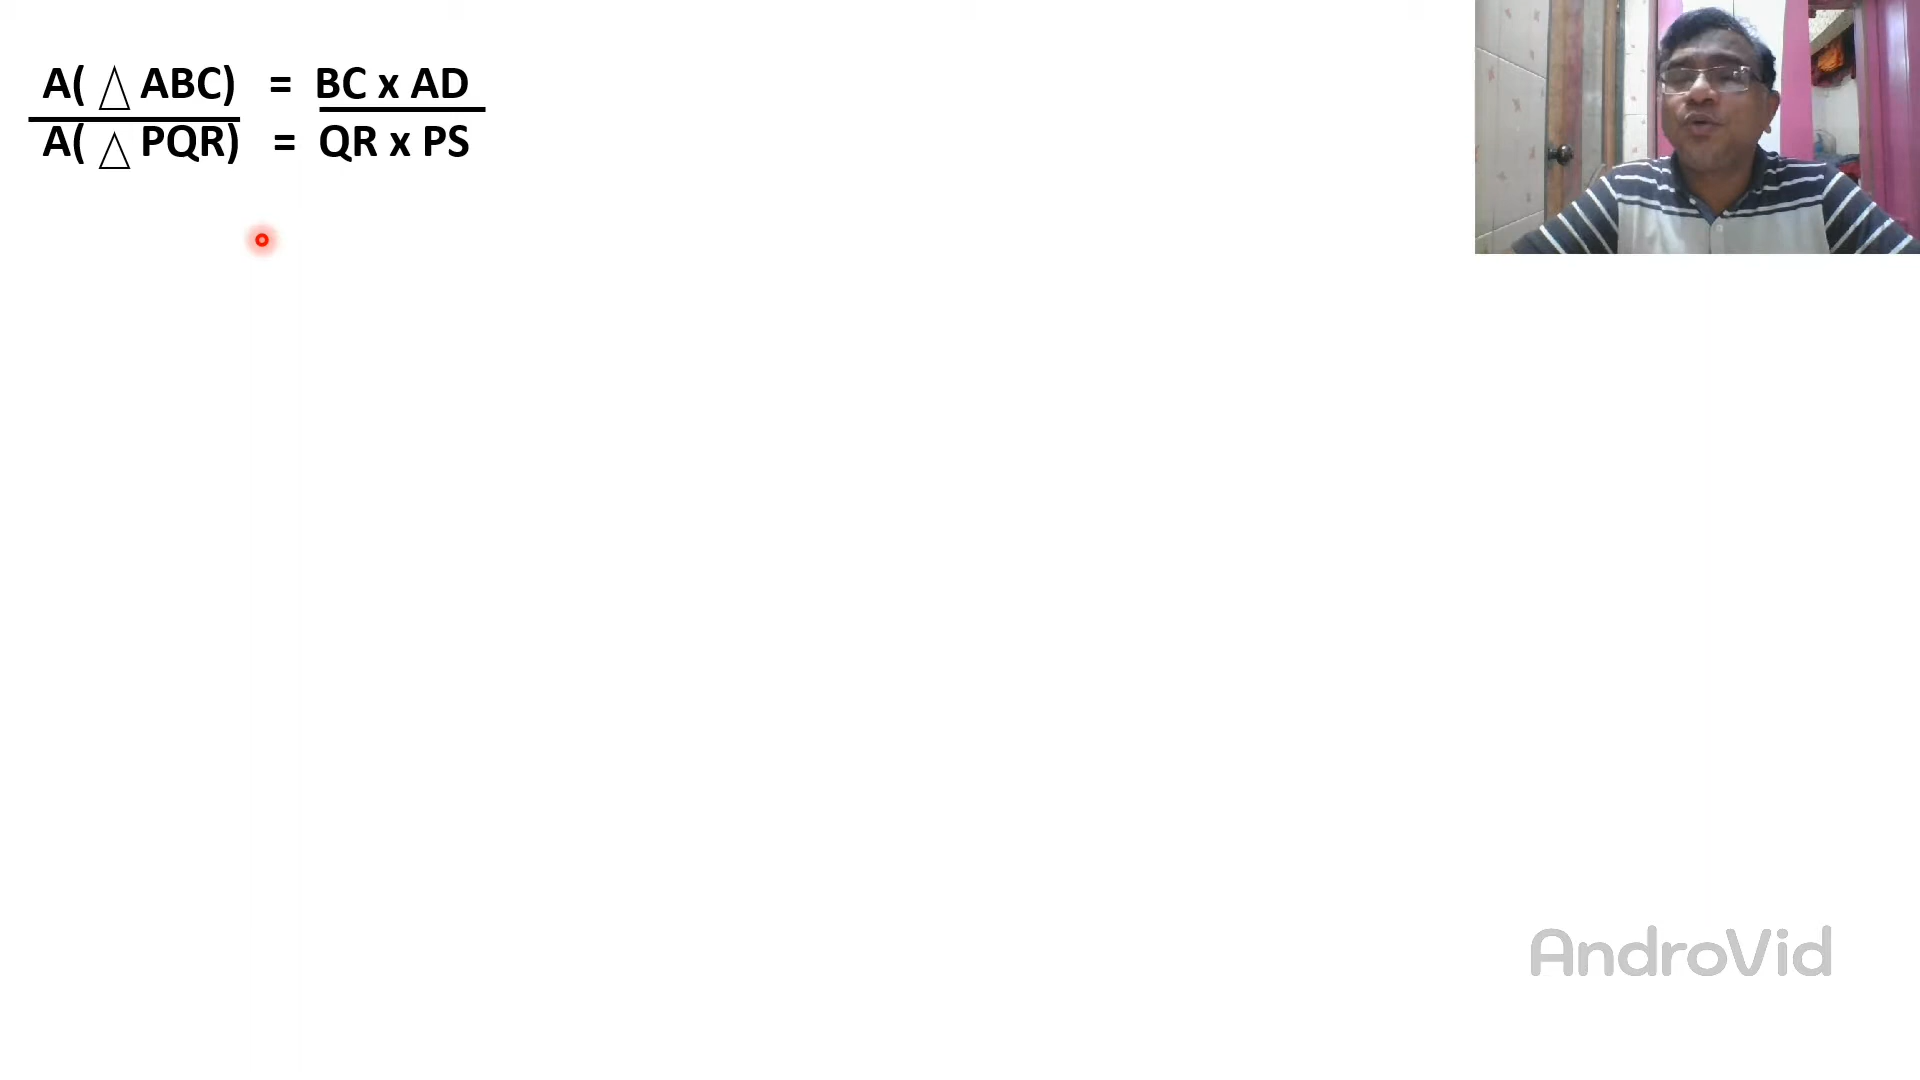 A( △ ABC) = BC x AD
A( △ PQR) = QR x PS
AndroVid